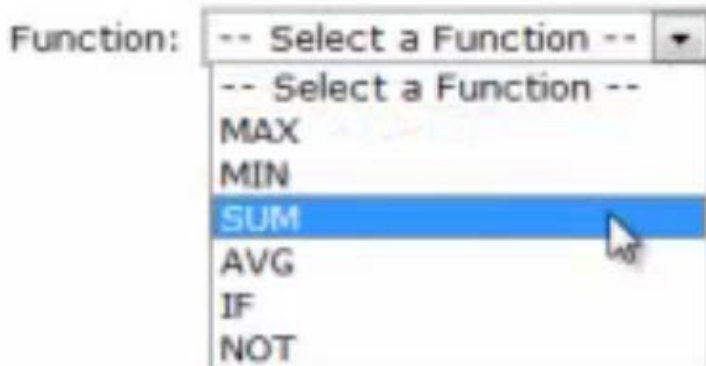 Function: -- Select a Function --
-- Select a Function --
MAX
MIN
SUM
AVG
IF
NOT